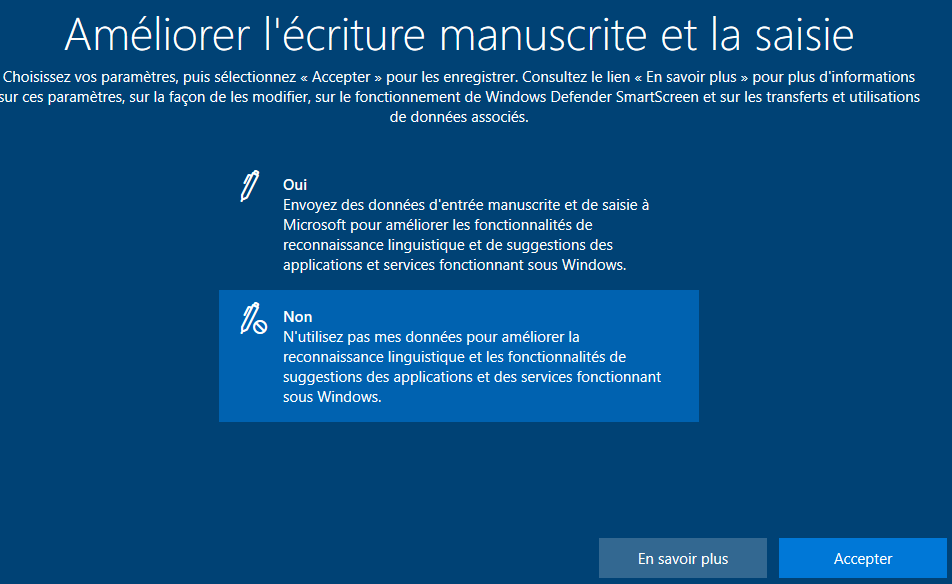 Améliorer l'écriture manuscrite et la saisie
Choisissez vos paramètres, puis sélectionnez « Accepter » pour les enregistrer. Consultez le lien « En savoir plus » pour plus d'informations
sur ces paramètres, sur la façon de les modifier, sur le fonctionnement de Windows Defender SmartScreen et sur les transferts et utilisations
de données associés.
Oui
Envoyez des données d'entrée manuscrite et de saisie à
Microsoft pour améliorer les fonctionnalités de
reconnaissance linguistique et de suggestions des
applications et services fonctionnant sous Windows.
Non
N'utilisez pas mes données pour améliorer la
reconnaissance linguistique et les fonctionnalités de
suggestions des applications et des services fonctionnant
sous Windows.
En savoir plus
Accepter